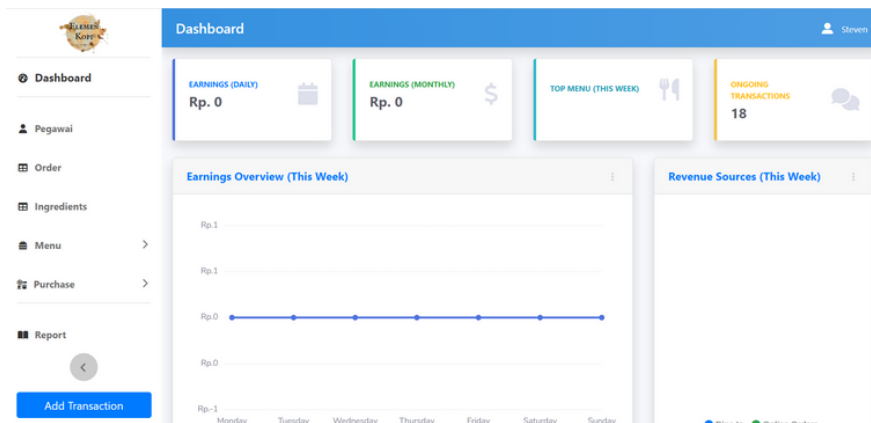 ELEMEN
KOPI
Dashboard
Steven
Dashboard
Pegawai
Order
Ingredients
Menu
Purchase
Report
Add Transaction
EARNINGS (DAILY)
Rp. 0
EARNINGS (MONTHLY)
Rp. 0
TOP MENU (THIS WEEK)
ONGOING
TRANSACTIONS
18
Earnings Overview (This Week)
Rp.1
Rp.1
Rp.0
Rp.0
Rp.-1
Monday Tuesday Wednesday Thursday Friday Saturday Sunday
Revenue Sources (This Week)